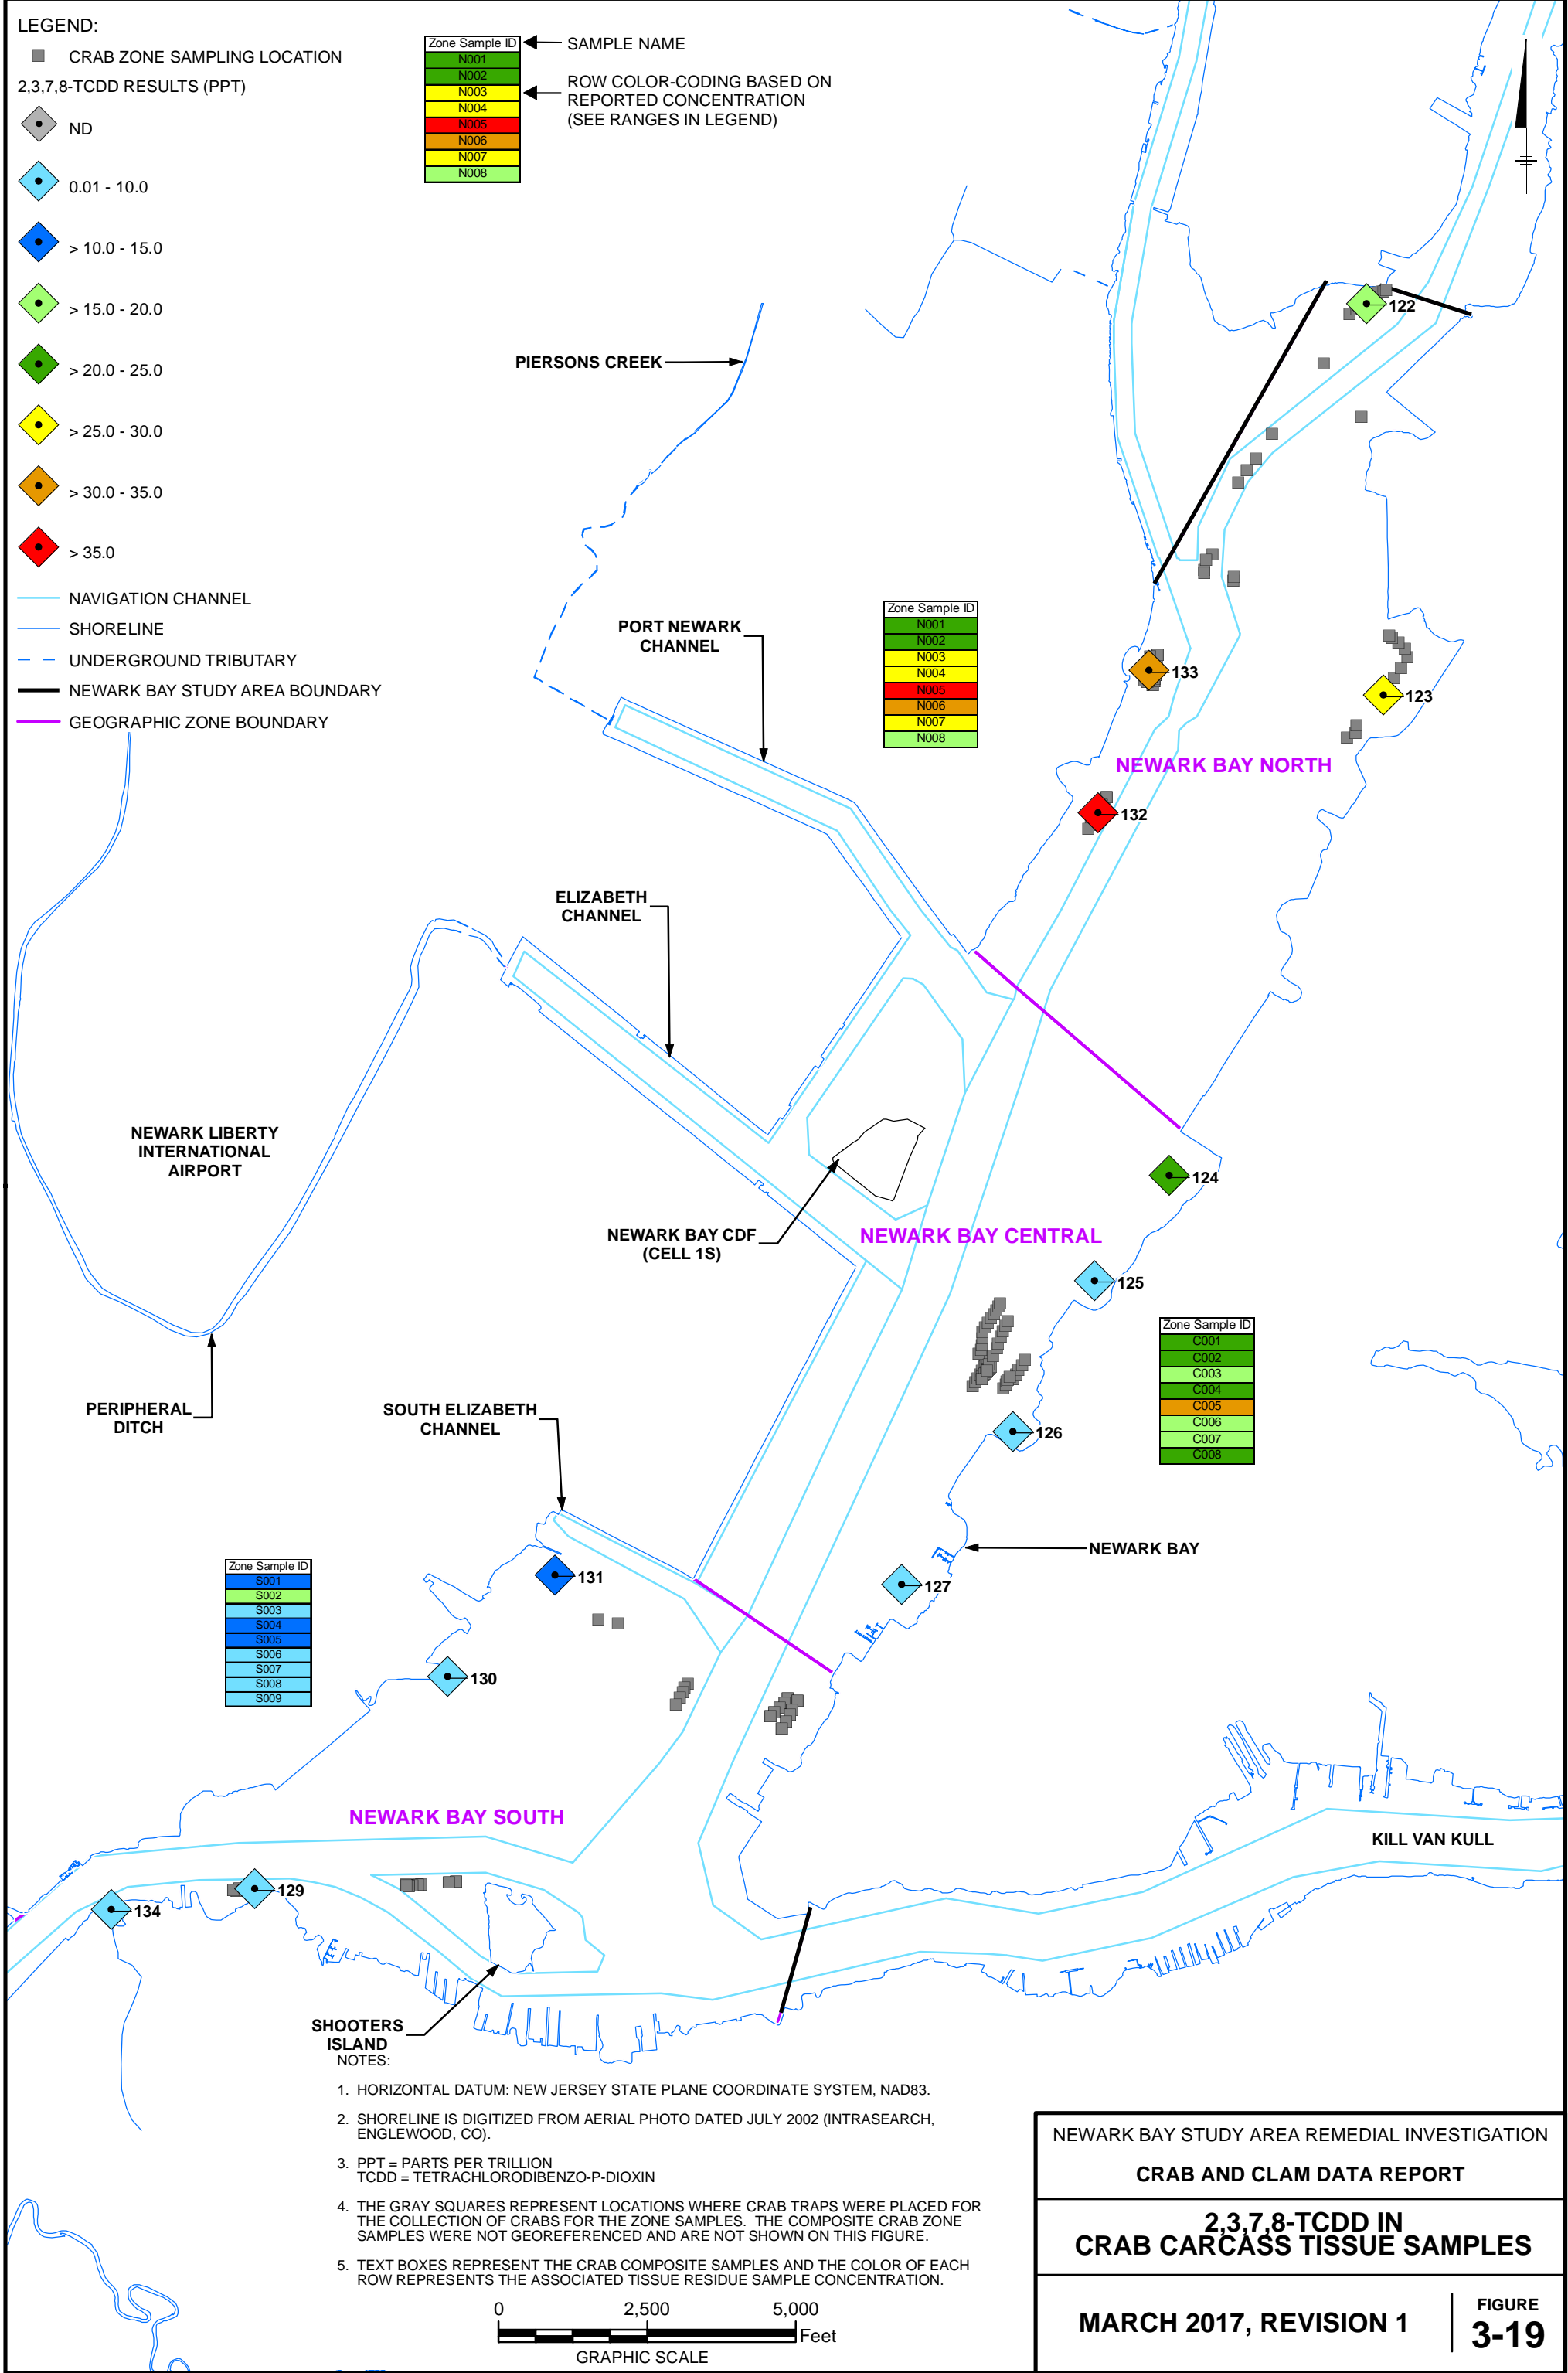 LEGEND:
CRAB ZONE SAMPLING LOCATION
2,3,7,8-TCDD RESULTS (PPT)
ND
0.01 - 10.0
> 10.0 - 15.0
> 15.0 - 20.0
> 20.0 - 25.0
> 25.0 - 30.0
> 30.0 - 35.0
> 35.0
NAVIGATION CHANNEL
SHORELINE
UNDERGROUND TRIBUTARY
NEWARK BAY STUDY AREA BOUNDARY
GEOGRAPHIC ZONE BOUNDARY
Zone Sample ID
N001
N002
N003
N004
N005
N006
N007
N008
SAMPLE NAME
ROW COLOR-CODING BASED ON
REPORTED CONCENTRATION
(SEE RANGES IN LEGEND)
122
PIERSONS CREEK
PORT NEWARK
CHANNEL
Zone Sample ID
N001
N002
N003
N004
N005
N006
N007
N008
133
123
NEWARK BAY NORTH
132
ELIZABETH
CHANNEL
NEWARK LIBERTY
INTERNATIONAL
AIRPORT
124
NEWARK BAY CDF
(CELL 1S)
NEWARK BAY CENTRAL
125
Zone Sample ID
C001
C002
C003
C004
C005
C006
C007
C008
PERIPHERAL
DITCH
SOUTH ELIZABETH
CHANNEL
126
NEWARK BAY
127
131
Zone Sample ID
S001
S002
S003
S004
S005
S006
S007
S008
S009
130
NEWARK BAY SOUTH
KILL VAN KULL
129
134
SHOOTERS
ISLAND
NOTES:
1. HORIZONTAL DATUM: NEW JERSEY STATE PLANE COORDINATE SYSTEM, NAD83.
2. SHORELINE IS DIGITIZED FROM AERIAL PHOTO DATED JULY 2002 (INTRASEARCH,
ENGLEWOOD, CO).
3. PPT = PARTS PER TRILLION
TCDD = TETRACHLORODIBENZO-P-DIOXIN
4. THE GRAY SQUARES REPRESENT LOCATIONS WHERE CRAB TRAPS WERE PLACED FOR
THE COLLECTION OF CRABS FOR THE ZONE SAMPLES. THE COMPOSITE CRAB ZONE
SAMPLES WERE NOT GEOREFERENCED AND ARE NOT SHOWN ON THIS FIGURE.
5. TEXT BOXES REPRESENT THE CRAB COMPOSITE SAMPLES AND THE COLOR OF EACH
ROW REPRESENTS THE ASSOCIATED TISSUE RESIDUE SAMPLE CONCENTRATION.
0 2,500 5,000
Feet
GRAPHIC SCALE
NEWARK BAY STUDY AREA REMEDIAL INVESTIGATION
CRAB AND CLAM DATA REPORT
2,3,7,8-TCDD IN
CRAB CARCASS TISSUE SAMPLES
MARCH 2017, REVISION 1
FIGURE
3-19